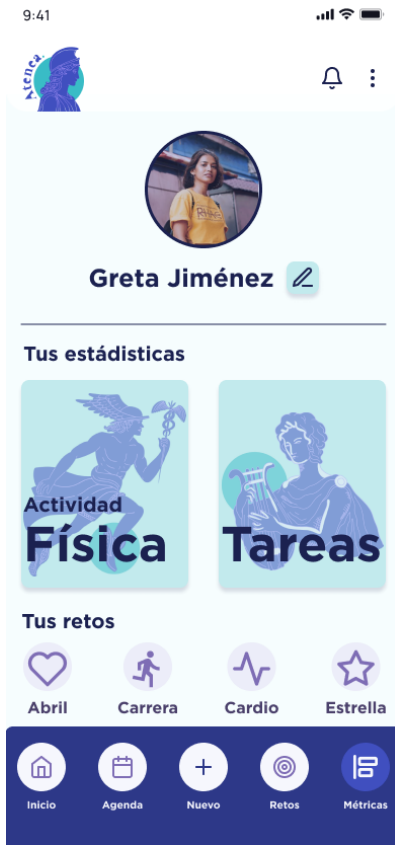 9:41
Atenea.
Greta Jiménez
Tus estádisticas
Actividad
Física
Tareas
Tus retos
Abril Carrera Cardio Estrella
Inicio Agenda Nuevo Retos Métricas